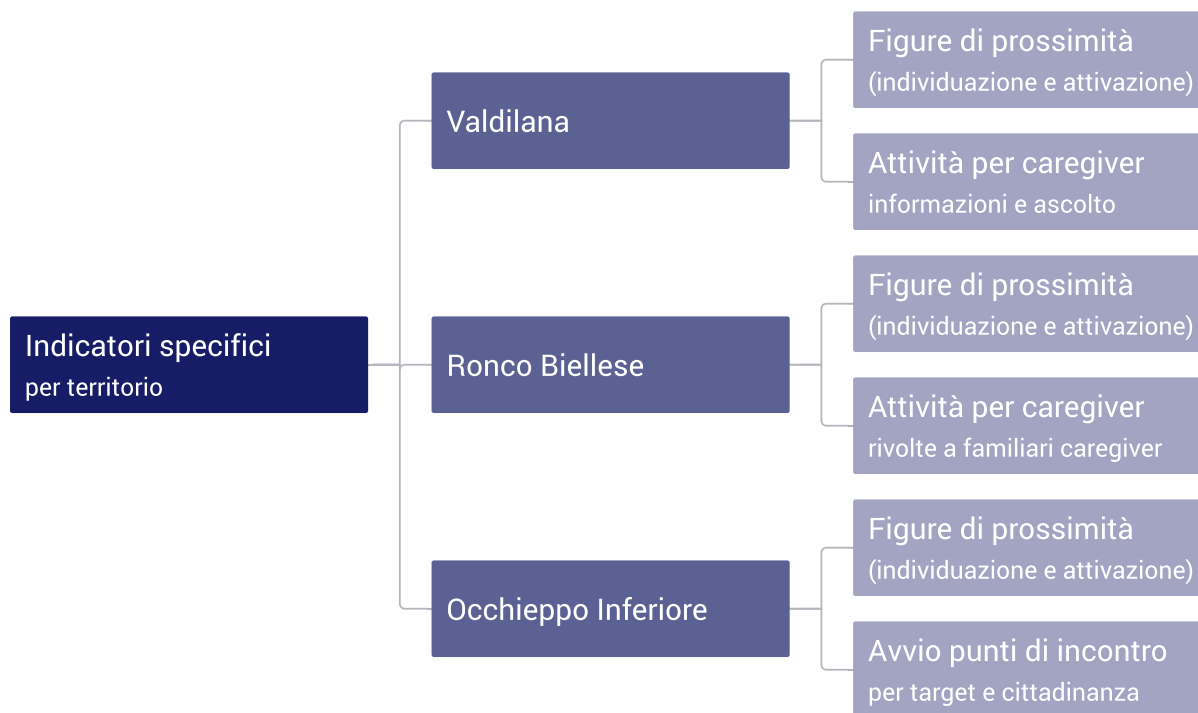 Indicatori specifici
per territorio
Valdilana
Figure di prossimità
(individuazione e attivazione)
Attività per caregiver
informazioni e ascolto
Ronco Biellese
Figure di prossimità
(individuazione e attivazione)
Attività per caregiver
rivolte a familiari caregiver
Occhieppo Inferiore
Figure di prossimità
(individuazione e attivazione)
Avvio punti di incontro
per target e cittadinanza